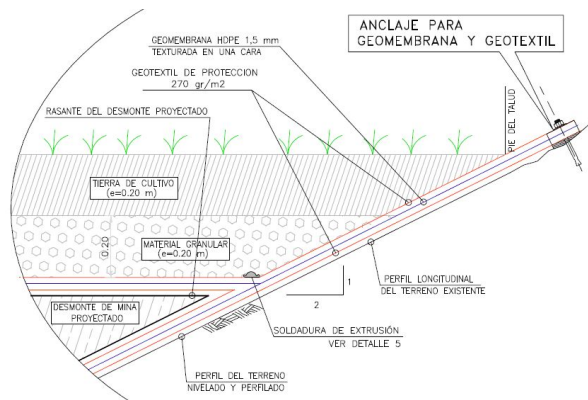 GEOMEMBRANA HDPE 1,5 mm
TEXTURADA EN UNA CARA
ANCLAJE PARA
GEOMEMBRANA Y GEOTEXTIL
GEOTEXTIL DE PROTECCION
270 gr/m2
RASANTE DEL DESMONTE PROYECTADO
PIE DEL TALUD
TIERRA DE CULTIVO
(e=0.20 m)
0.20
MATERIAL GRANULAR
(e=0.20 m)
1
2
PERFIL LONGITUDINAL
DEL TERRENO EXISTENTE
DESMONTE DE MINA
PROYECTADO
SOLDADURA DE EXTRUSIÓN
VER DETALLE 5
PERFIL DEL TERRENO
NIVELADO Y PERFILADO